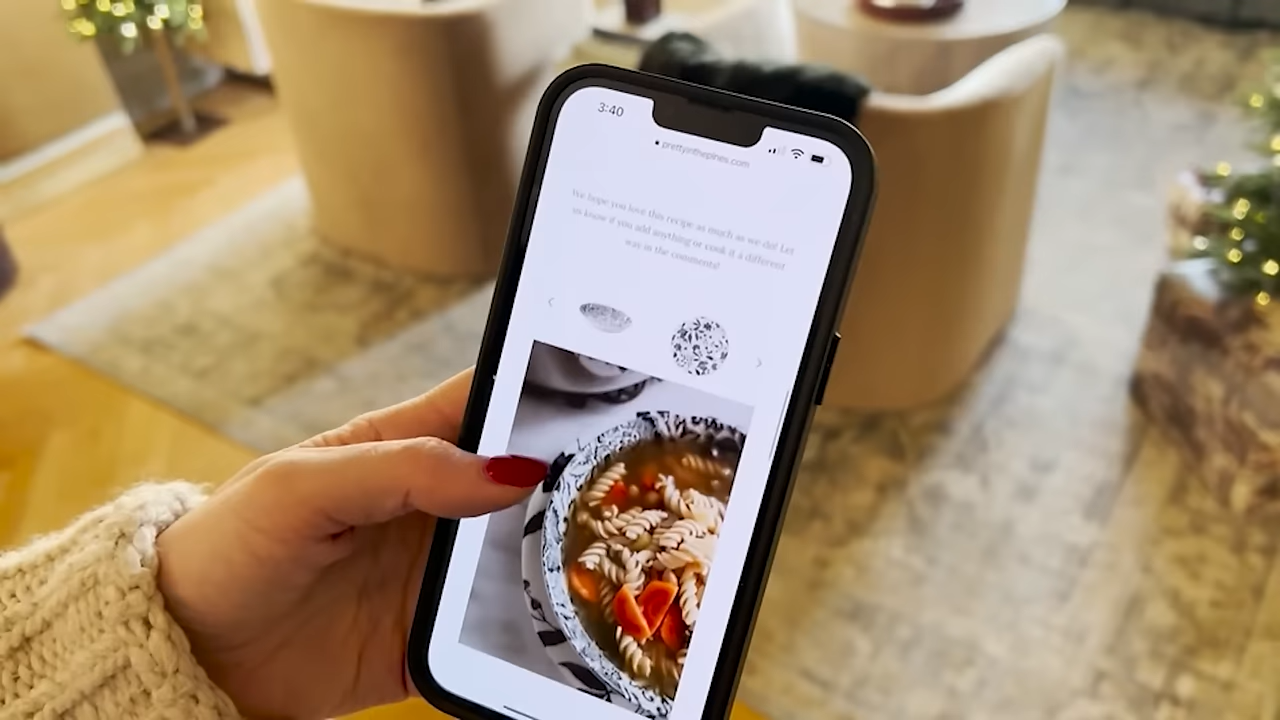 3:40
prettyinthepines.com
We hope you love this recipe as much as we do! Let
us know if you add anything or cook it a different
way in the comments!